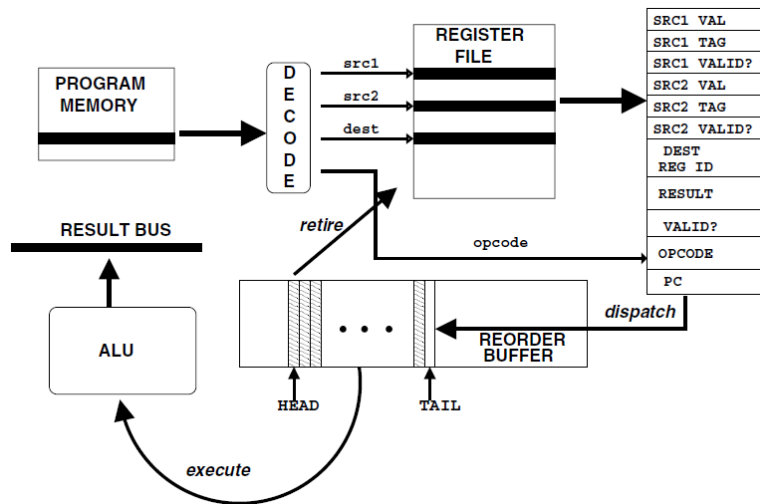 PROGRAM
MEMORY
D
E
C
O
D
E
src1
src2
dest
REGISTER
FILE
SRC1 VAL
SRC1 TAG
SRC1 VALID?
SRC2 VAL
SRC2 TAG
SRC2 VALID?
DEST
REG ID
RESULT
VALID?
OPCODE
PC
retire
opcode
RESULT BUS
ALU
• • •
dispatch
REORDER
BUFFER
HEAD
TAIL
execute